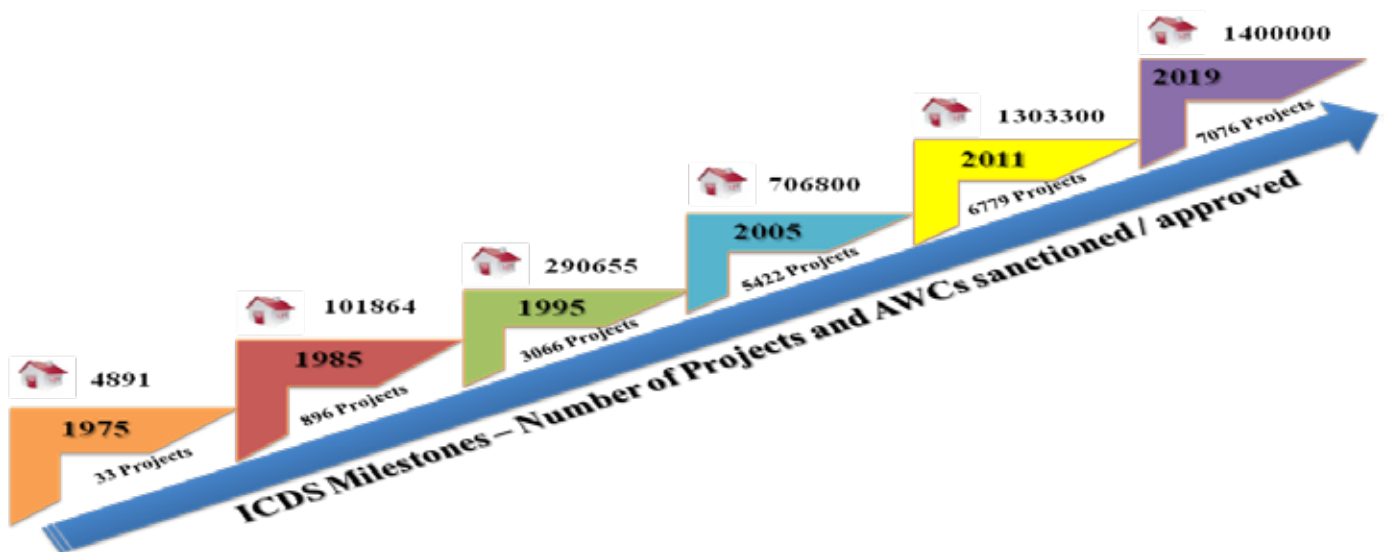 4891
1975
33 Projects
101864
1985
896 Projects
290655
1995
3066 Projects
706800
2005
5422 Projects
1303300
2011
6779 Projects
1400000
2019
7076 Projects
ICDS Milestones – Number of Projects and AWCs sanctioned / approved